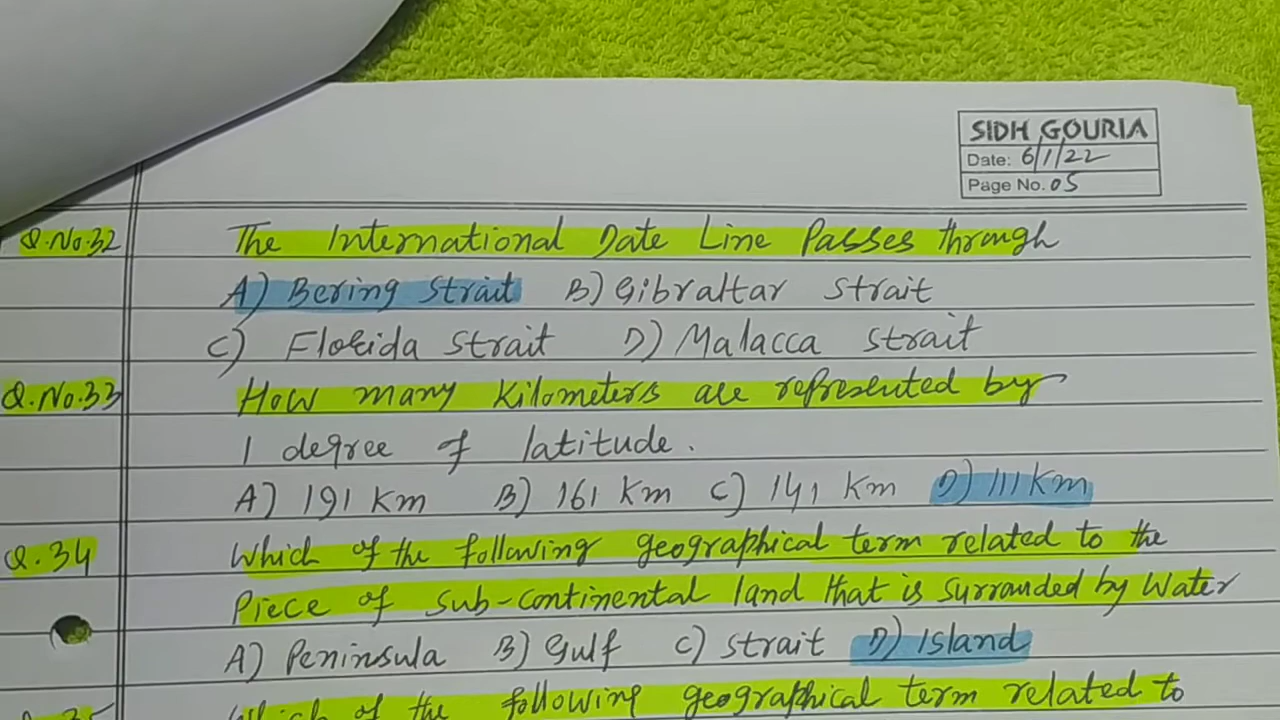 SIDH GOURIA
Date: 6/1/22
Page No. 05
Q.No.32 The International Date Line Passes through
A) Bering Strait B) Gibraltar Strait
C) Florida Strait D) Malacca Strait
Q.No.33 How many Kilometers are represented by
1 degree of latitude.
A) 191 Km B) 161 Km C) 141 Km D) 111 Km
Q.34 Which of the following geographical term related to the
Piece of Sub-continental land that is surrounded by Water
A) Peninsula B) Gulf C) Strait D) Island
Which of the following geographical term related to